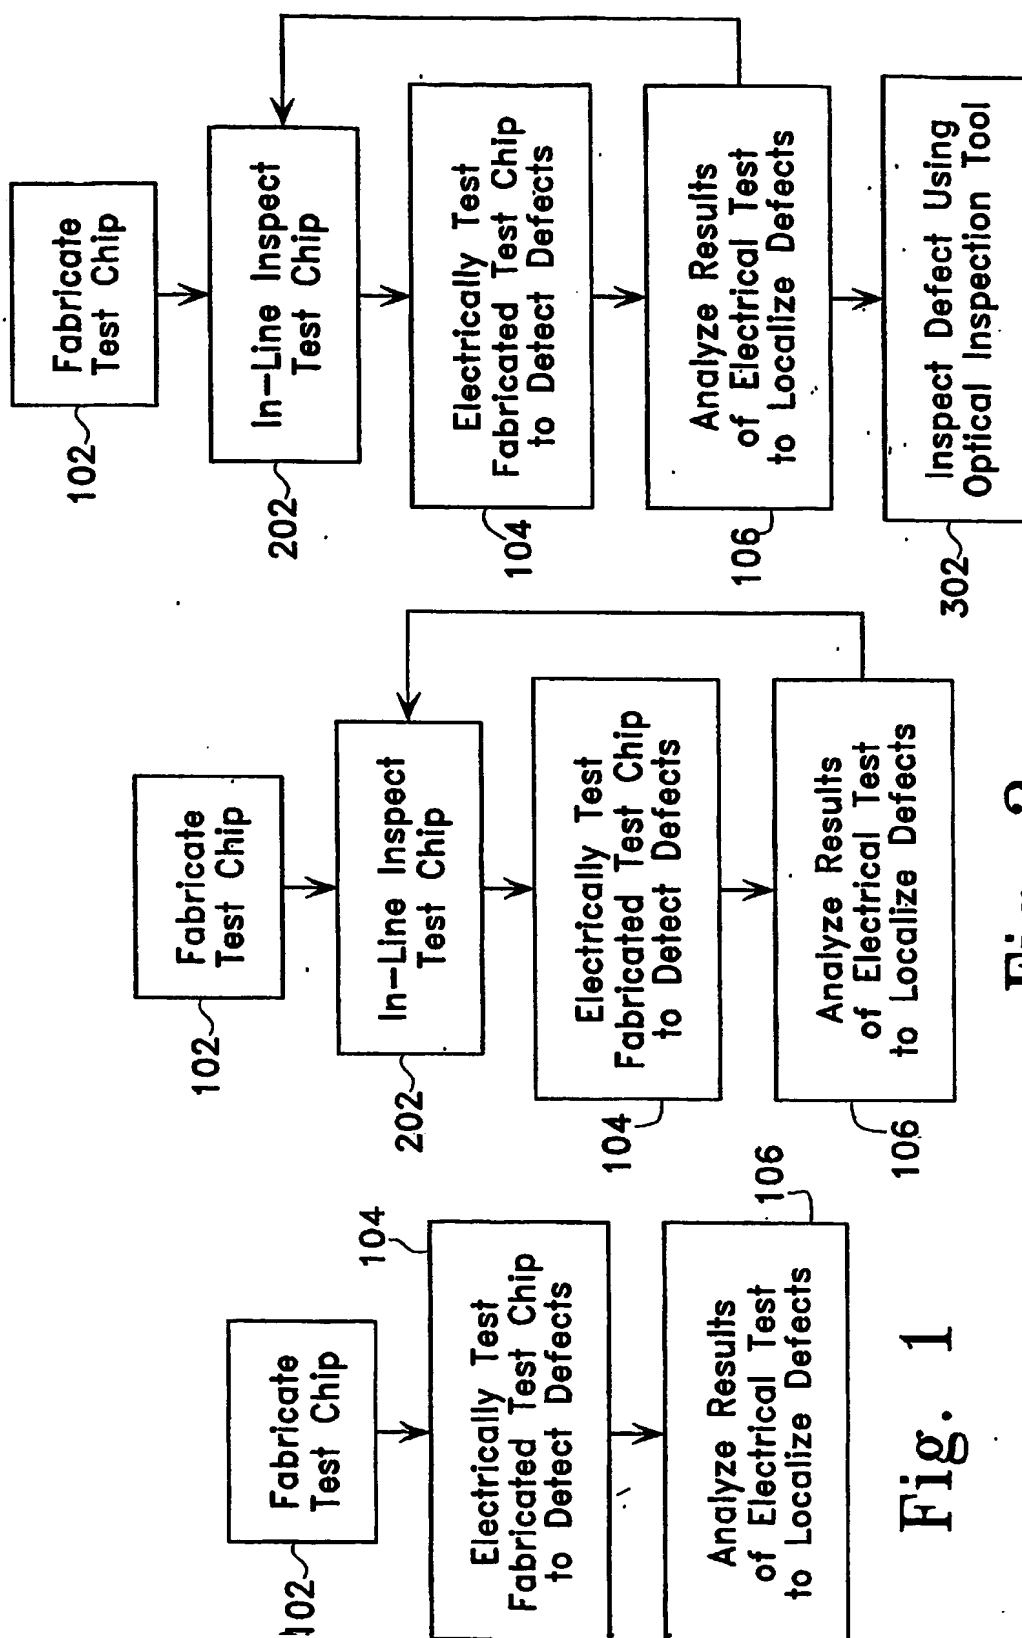 102
Fabricate
Test Chip
104
Electrically Test
Fabricated Test Chip
to Detect Defects
106
Analyze Results
of Electrical Test
to Localize Defects
Fig. 1
102
Fabricate
Test Chip
202
In-Line Inspect
Test Chip
104
Electrically Test
Fabricated Test Chip
to Detect Defects
106
Analyze Results
of Electrical Test
to Localize Defects
102
Fabricate
Test Chip
202
In-Line Inspect
Test Chip
104
Electrically Test
Fabricated Test Chip
to Detect Defects
106
Analyze Results
of Electrical Test
to Localize Defects
302
Inspect Defect Using
Optical Inspection Tool